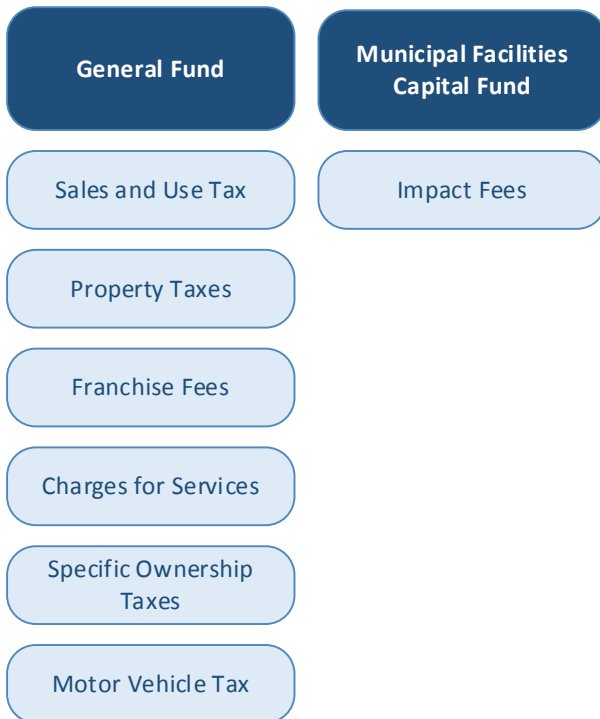 General Fund
Municipal Facilities
Capital Fund
Sales and Use Tax
Impact Fees
Property Taxes
Franchise Fees
Charges for Services
Specific Ownership
Taxes
Motor Vehicle Tax